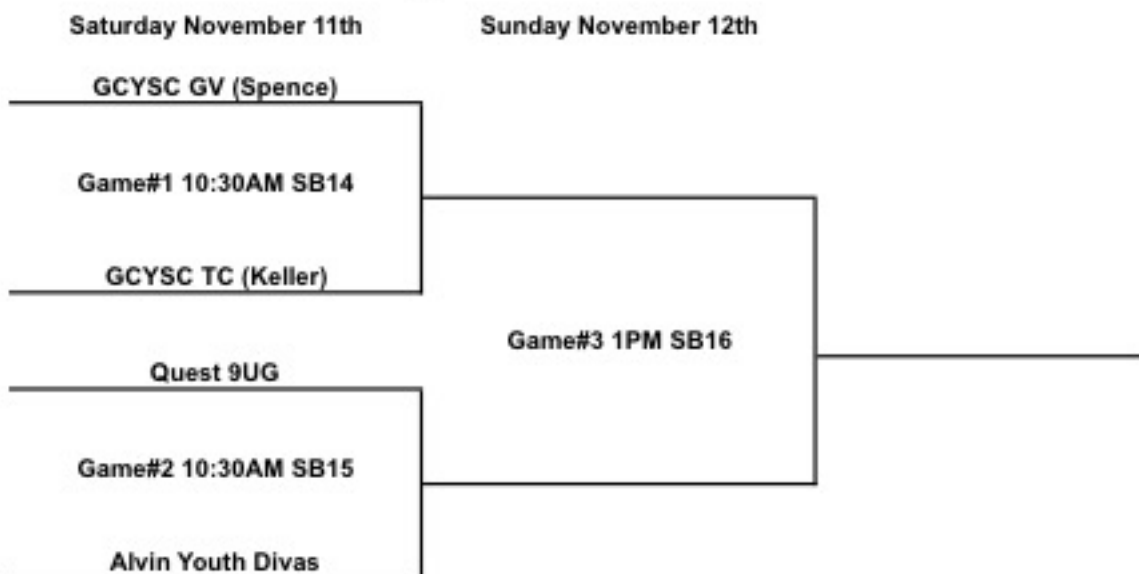 Saturday November 11th
Sunday November 12th
GCYSC GV (Spence)
Game#1 10:30AM SB14
GCYSC TC (Keller)
Game#3 1PM SB16
Quest 9UG
Game#2 10:30AM SB15
Alvin Youth Divas